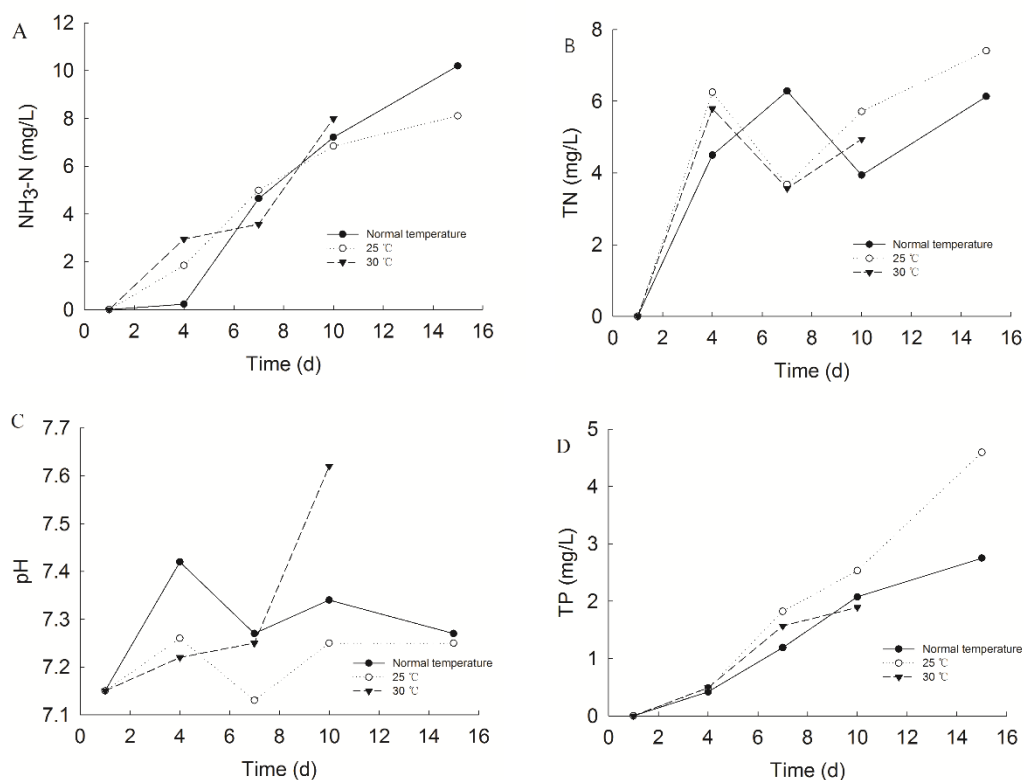 A
NH3-N (mg/L)
12
10
8
6
4
2
0
0 2 4 6 8 10 12 14 16
Time (d)
Normal temperature
25 ℃
30 ℃
B
TN (mg/L)
8
6
4
2
0
0 2 4 6 8 10 12 14 16
Time (d)
Normal temperature
25 ℃
30 ℃
C
pH
7.7
7.6
7.5
7.4
7.3
7.2
7.1
0 2 4 6 8 10 12 14 16
Time (d)
Normal temperature
25 ℃
30 ℃
D
TP (mg/L)
5
4
3
2
1
0
0 2 4 6 8 10 12 14 16
Time (d)
Normal temperature
25 ℃
30 ℃